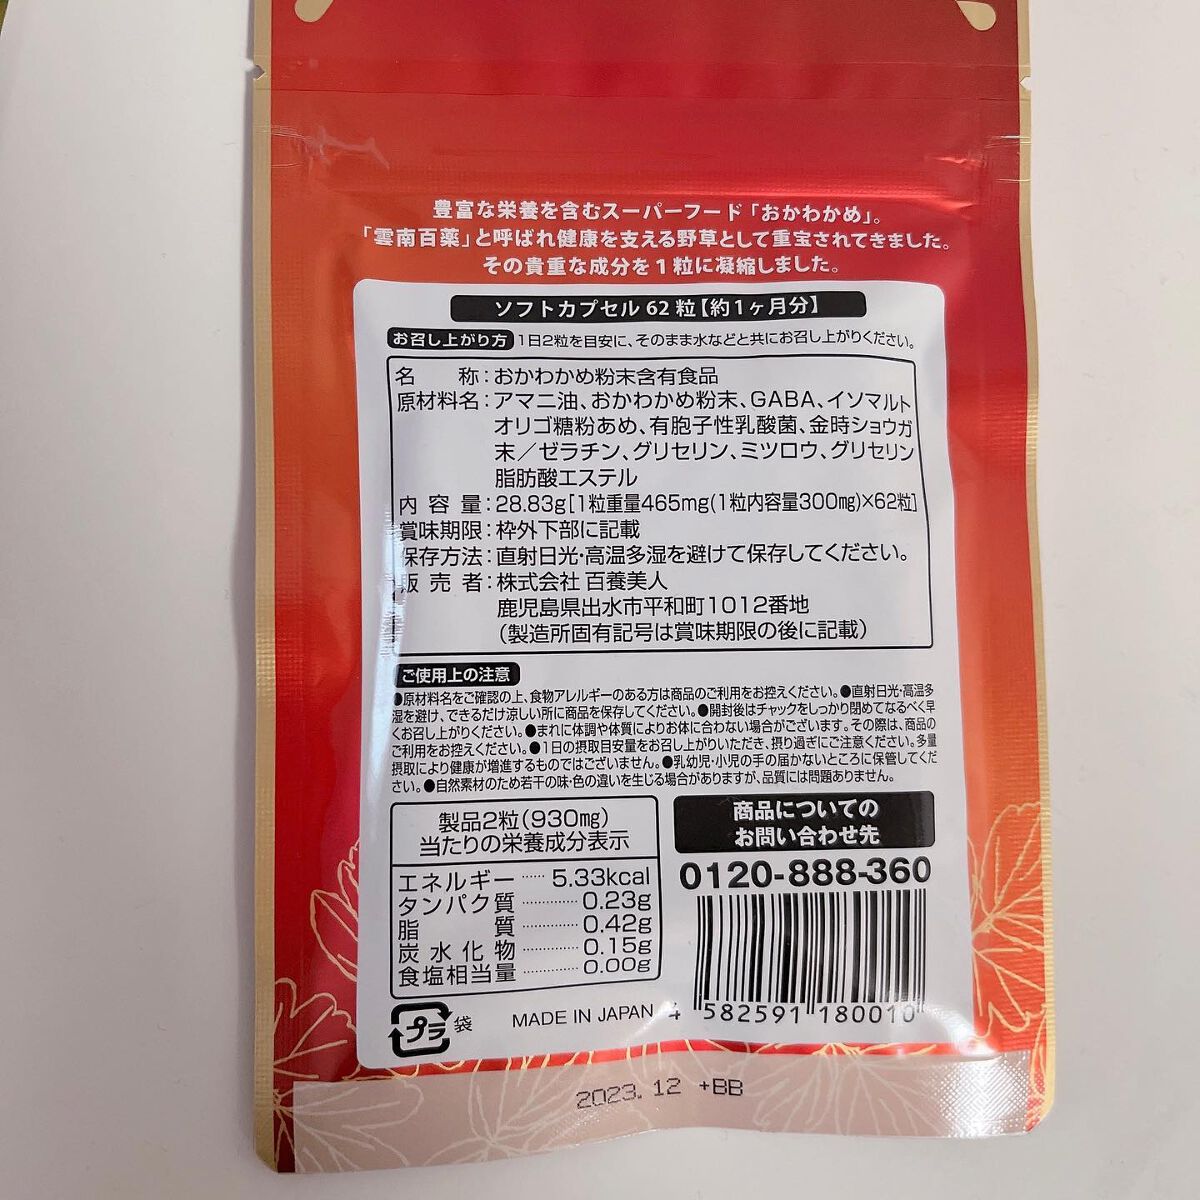 豊富な栄養を含むスーパーフード「おかわかめ」。
「雲南百薬」と呼ばれ健康を支える野草として重宝されてきました。
その貴重な成分を1粒に凝縮しました。
ソフトカプセル 62粒【約1ヶ月分】
お召し上がり方 1日2粒を目安に、そのまま水などと共にお召し上がりください。
名 称：おかわかめ粉末含有食品
原材料名：アマニ油、おかわかめ粉末、GABA、イソマルト
オリゴ糖粉あめ、有胞子性乳酸菌、金時ショウガ
末／ゼラチン、グリセリン、ミツロウ、グリセリン
脂肪酸エステル
内 容 量：28.83g[1粒重量465mg(1粒内容量300mg)×62粒]
賞味期限：枠外下部に記載
保存方法：直射日光・高温多湿を避けて保存してください。
販 売 者：株式会社 百養美人
鹿児島県出水市平和町1012番地
（製造所固有記号は賞味期限の後に記載）
ご使用上の注意
●原材料名をご確認の上、食物アレルギーのある方は商品のご利用をお控えください。●直射日光・高温多
湿を避け、できるだけ涼しい所に商品を保存してください。●開封後はチャックをしっかり閉めてなるべく早
くお召し上がりください。●まれに体調や体質によりお体に合わない場合がございます。その際は、商品の
ご利用をお控えください。●1日の摂取目安量をお召し上がりいただき、摂り過ぎにご注意ください。多量
摂取により健康が増進するものではございません。●乳幼児・小児の手の届かないところに保管してくだ
さい。●自然素材のため若干の味・色の違いを生じる場合がありますが、品質には問題ありません。
製品2粒(930mg)
当たりの栄養成分表示
エネルギー …… 5.33kcal
タンパク質 ………… 0.23g
脂 質 ………… 0.42g
炭水化物 ………… 0.15g
食塩相当量 ………… 0.00g
商品についての
お問い合わせ先
0120-888-360
プラ 袋
MADE IN JAPAN
4 582591 180010
2023.12 +BB